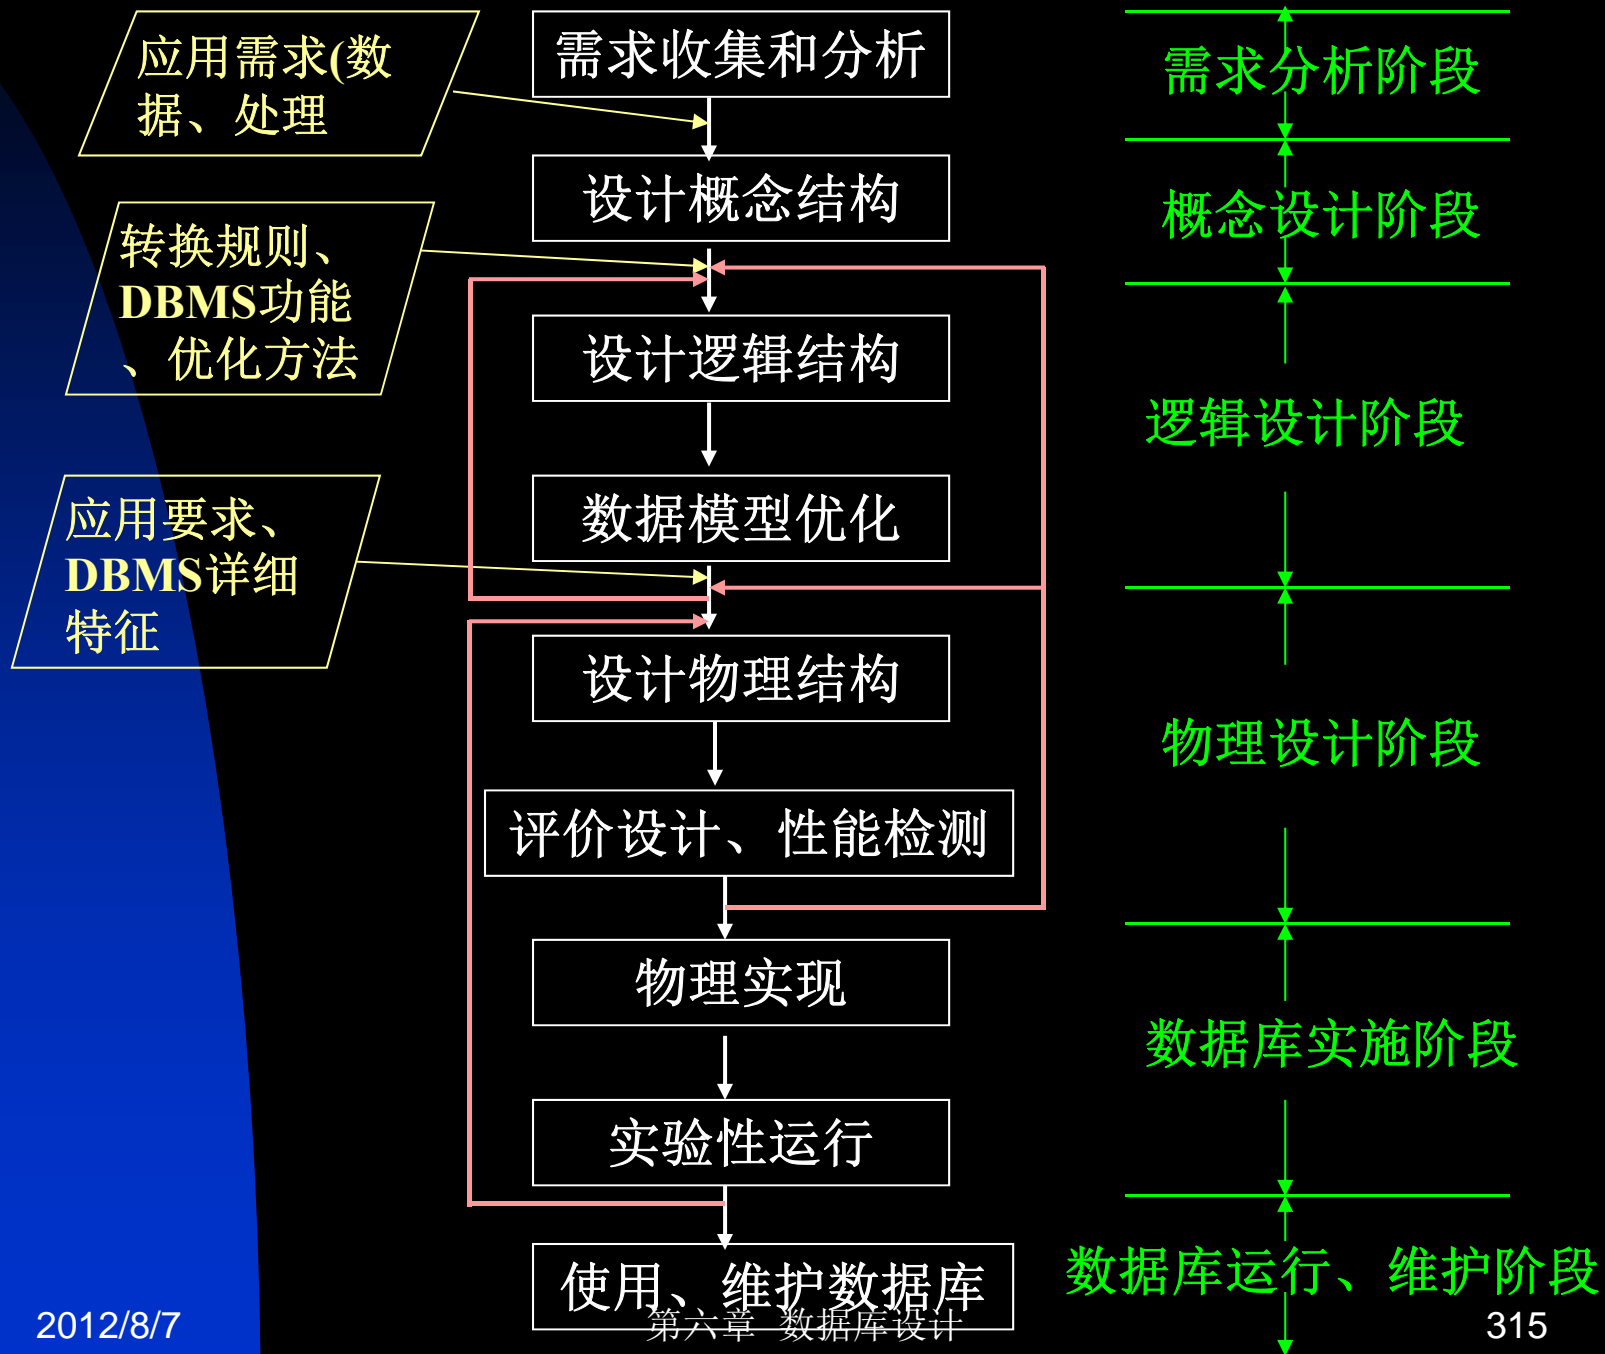 应用需求(数
据、处理
需求收集和分析
需求分析阶段
设计概念结构
概念设计阶段
转换规则、
DBMS功能
、优化方法
设计逻辑结构
逻辑设计阶段
应用要求、
DBMS详细
特征
数据模型优化
设计物理结构
物理设计阶段
评价设计、性能检测
物理实现
数据库实施阶段
实验性运行
使用、维护数据库
数据库运行、维护阶段
2012/8/7
第六章 数据库设计
315